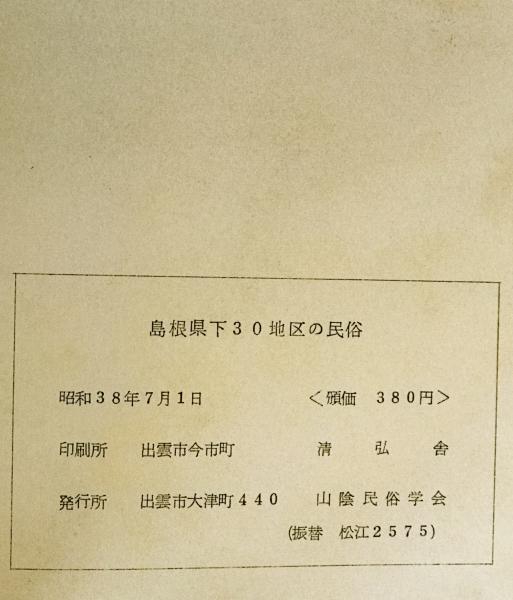 島根県下30地区の民俗
昭和38年7月1日 <頒価 380円>
印刷所 出雲市今市町 清弘舎
発行所 出雲市大津町440 山陰民俗学会
(振替 松江2575)